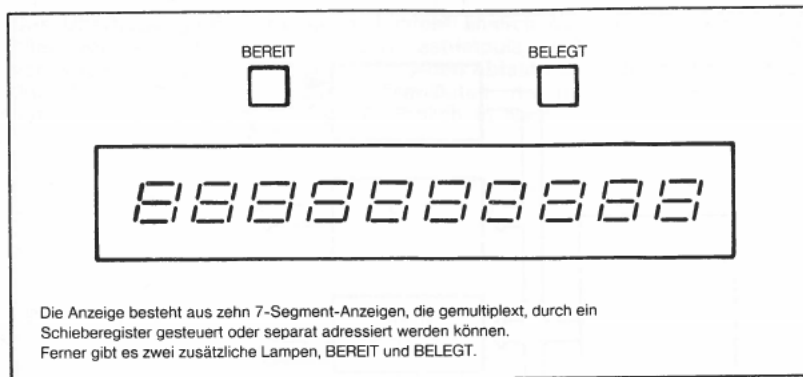 BEREIT BELEGT
Die Anzeige besteht aus zehn 7-Segment-Anzeigen, die gemultiplext, durch ein
Schieberegister gesteuert oder separat adressiert werden können.
Ferner gibt es zwei zusätzliche Lampen, BEREIT und BELEGT.